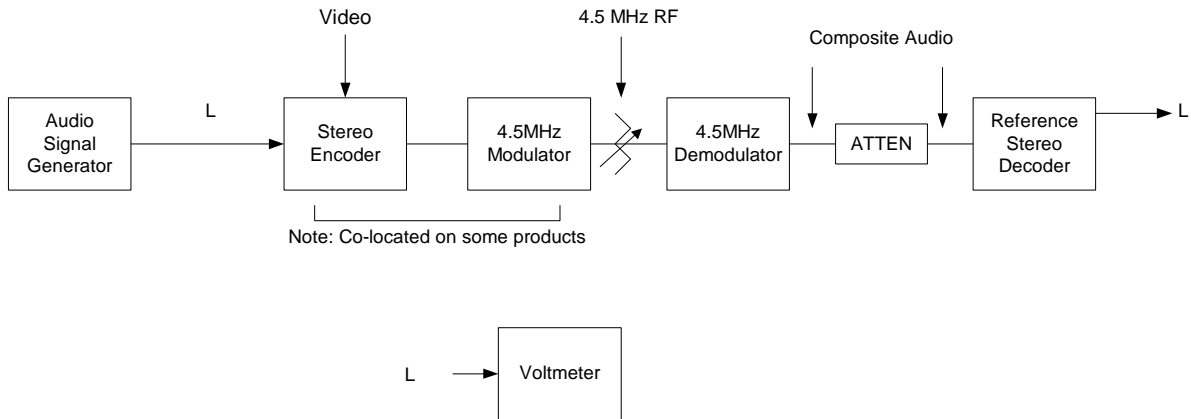 Video
4.5 MHz RF
Composite Audio
Audio
Signal
Generator
L
Stereo
Encoder
4.5MHz
Modulator
4.5MHz
Demodulator
ATTEN
Reference
Stereo
Decoder
L
Note: Co-located on some products
L
Voltmeter